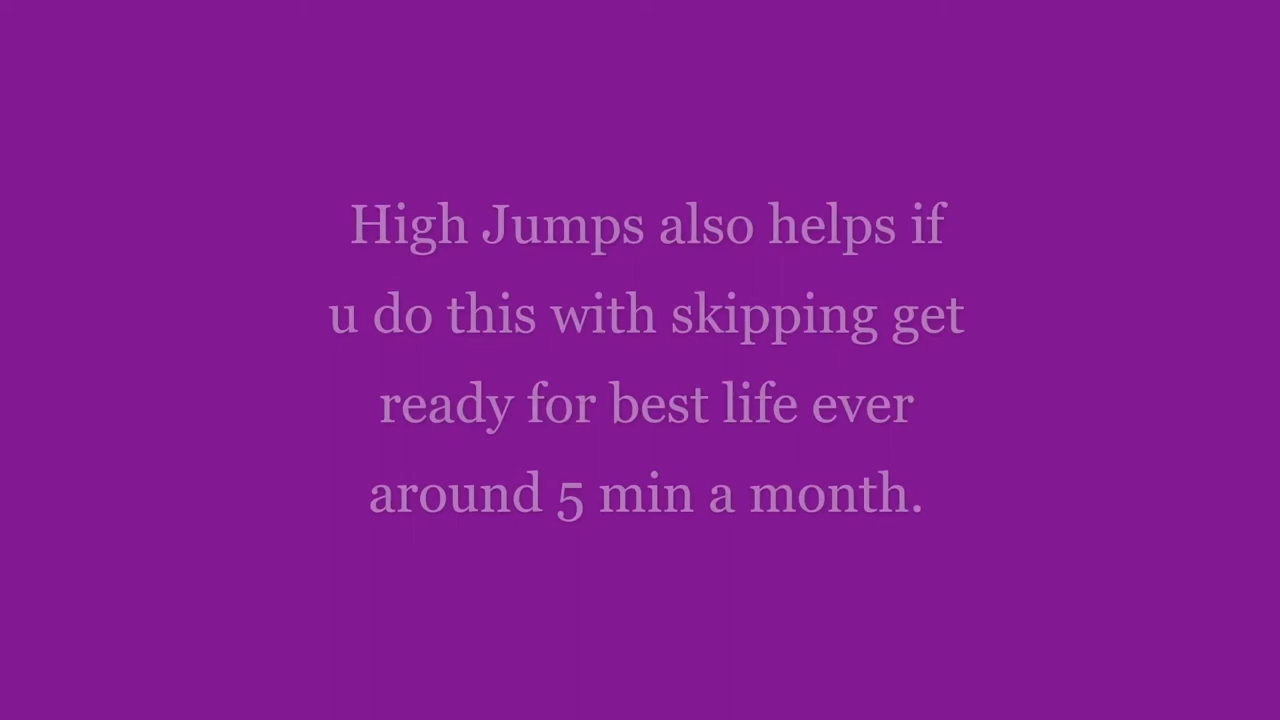 High Jumps also helps if
u do this with skipping get
ready for best life ever
around 5 min a month.